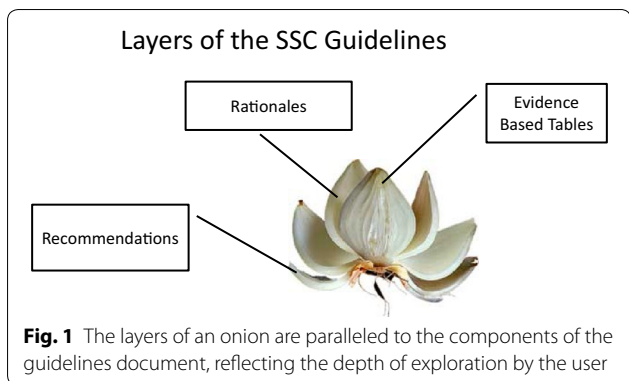 Layers of the SSC Guidelines
Rationales
Evidence
Based Tables
Recommendations
Fig. 1 The layers of an onion are paralleled to the components of the
guidelines document, reflecting the depth of exploration by the user